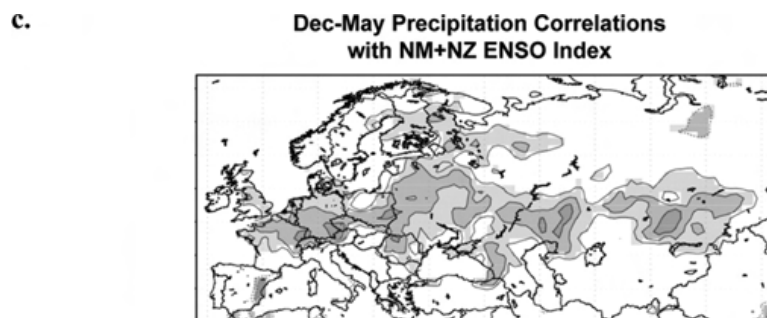 c.
Dec-May Precipitation Correlations
with NM+NZ ENSO Index